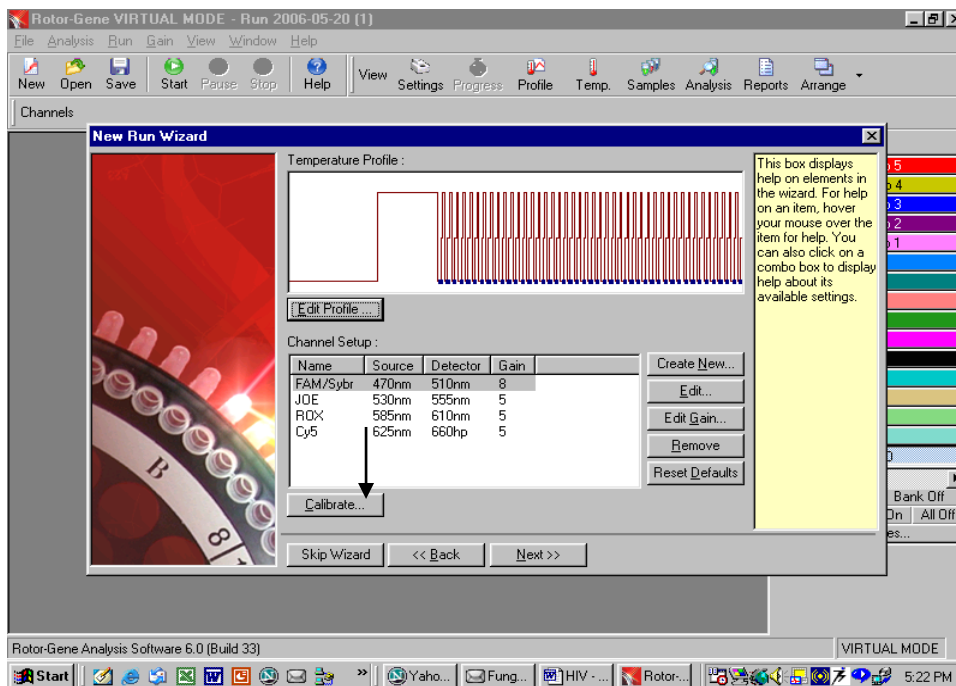 Rotor-Gene VIRTUAL MODE - Run 2006-05-20 (1)
File Analysis Run Gain View Window Help
New Open Save Start Pause Stop Help View Settings Progress Profile Temp. Samples Analysis Reports Arrange
Channels
New Run Wizard
Temperature Profile :
Edit Profile ...
Channel Setup :
Name Source Detector Gain
FAM/Sybr 470nm 510nm 8
JOE 530nm 555nm 5
ROX 585nm 610nm 5
Cy5 625nm 660hp 5
Create New...
Edit...
Edit Gain...
Remove
Reset Defaults
Calibrate...
Skip Wizard << Back Next >>
This box displays
help on elements in
the wizard. For help
on an item, hover
your mouse over the
item for help. You
can also click on a
combo box to display
help about its
available settings.
B
8
5
4
3
2
1
Bank Off
On All Off
es...
Rotor-Gene Analysis Software 6.0 (Build 33) VIRTUAL MODE
Start » Yaho... Fung... HIV - ... Rotor-... 5:22 PM